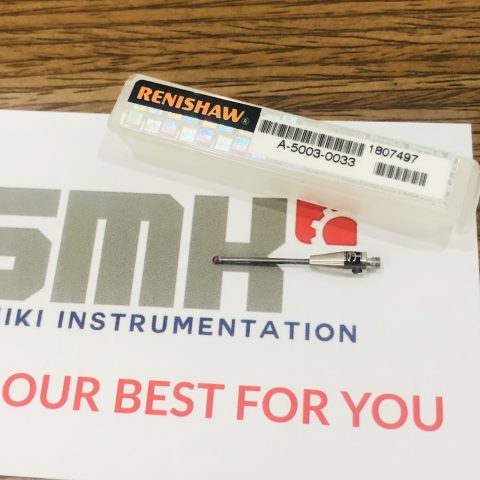 RENISHAW®
1807497
A-5003-0033
SMK
IKI INSTRUMENTATION
OUR BEST FOR YOU